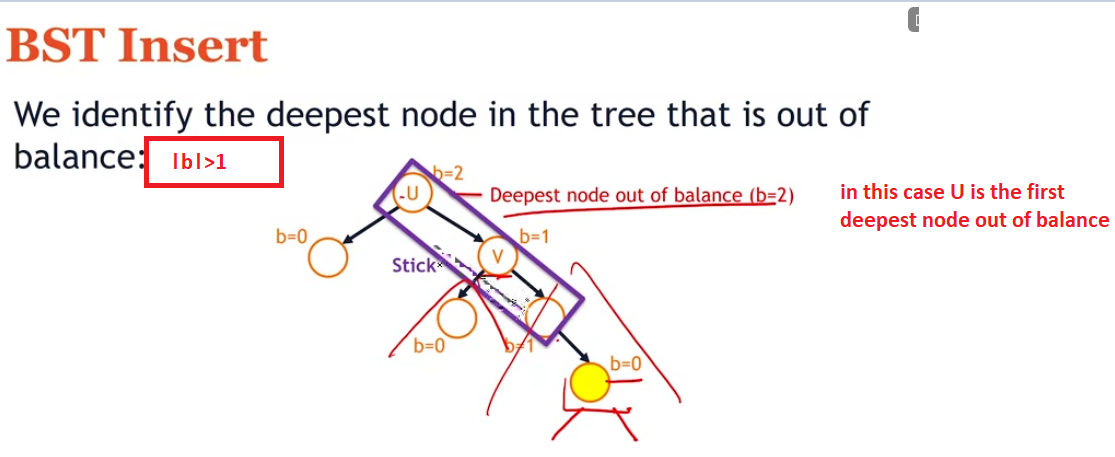 BST Insert
We identify the deepest node in the tree that is out of
balance:
|b|>1
b=2
-U
Deepest node out of balance (b=2)
in this case U is the first
deepest node out of balance
b=0
b=1
V
Stick
b=0
b=1
b=0